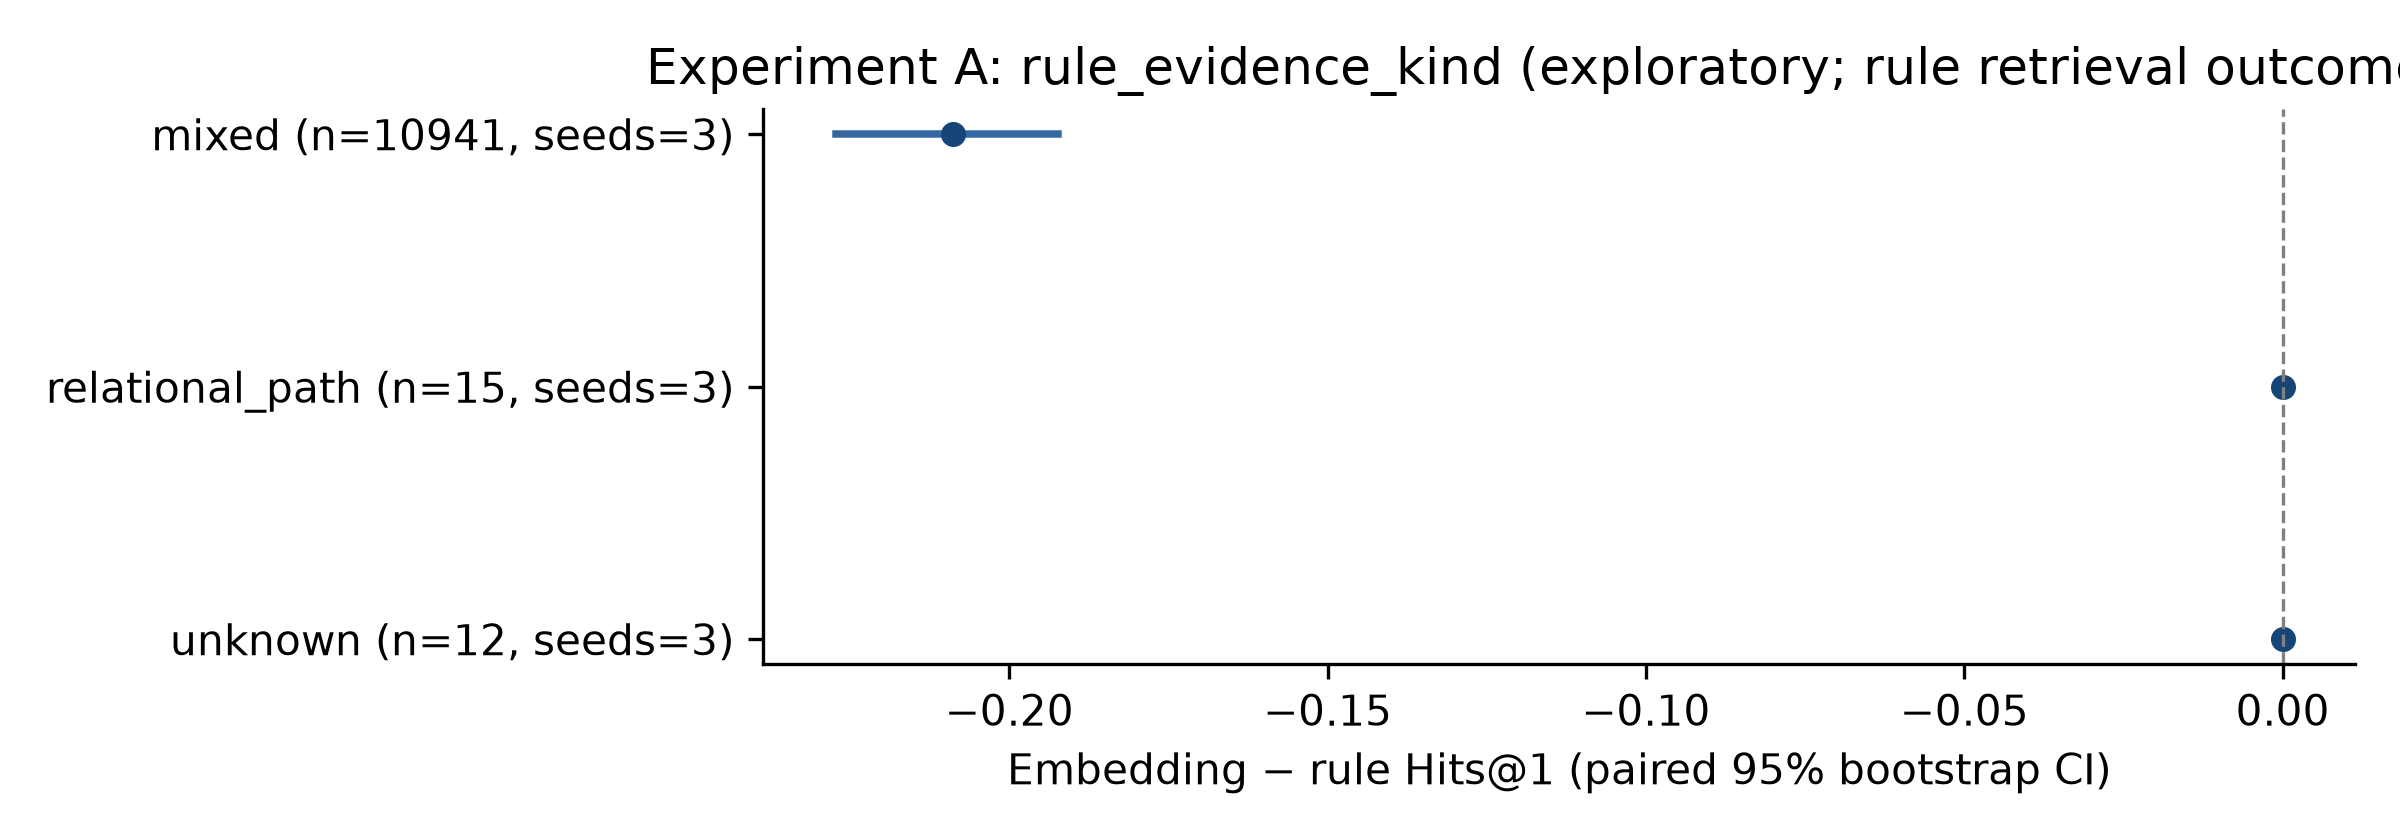 Experiment A: rule_evidence_kind (exploratory; rule retrieval outcome
mixed (n=10941, seeds=3)
relational_path (n=15, seeds=3)
unknown (n=12, seeds=3)
−0.20 −0.15 −0.10 −0.05 0.00
Embedding − rule Hits@1 (paired 95% bootstrap CI)